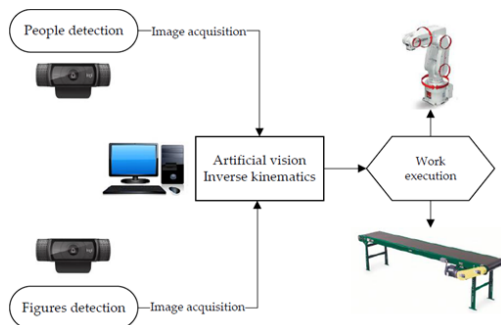 People detection
Image acquisition
Artificial vision
Inverse kinematics
Work
execution
Figures detection
Image acquisition